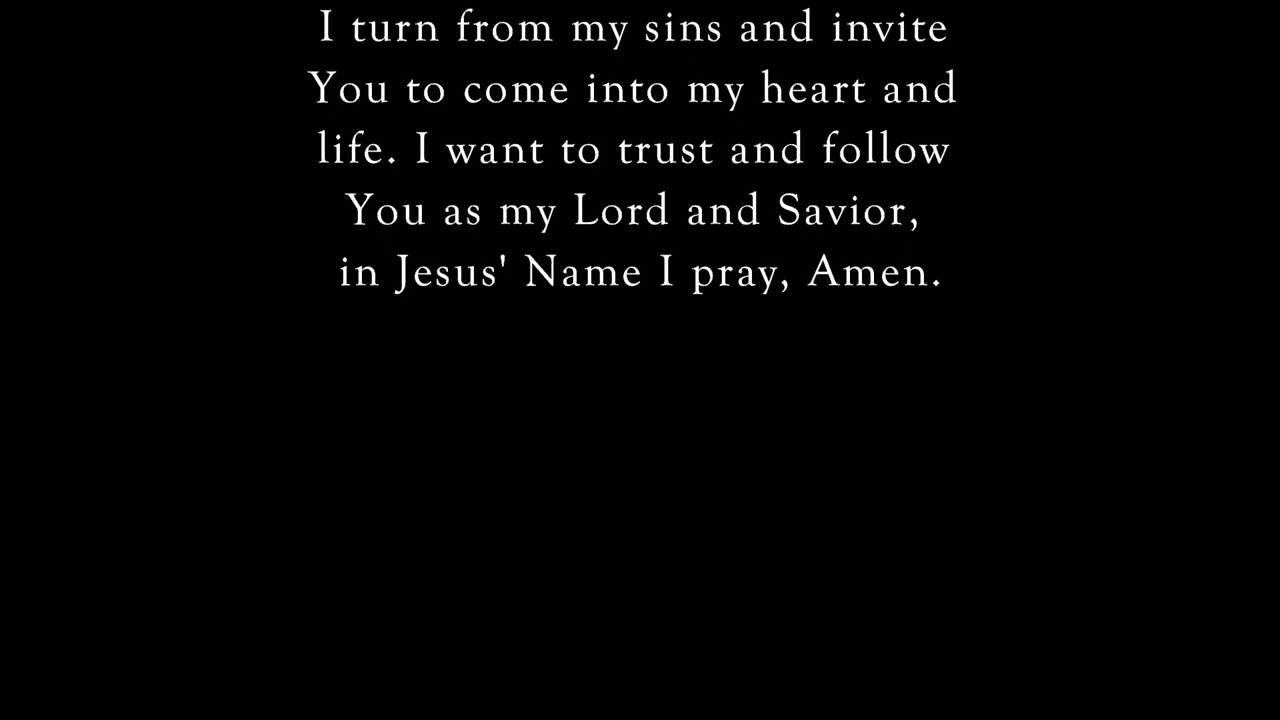 I turn from my sins and invite
You to come into my heart and
life. I want to trust and follow
You as my Lord and Savior,
in Jesus' Name I pray, Amen.